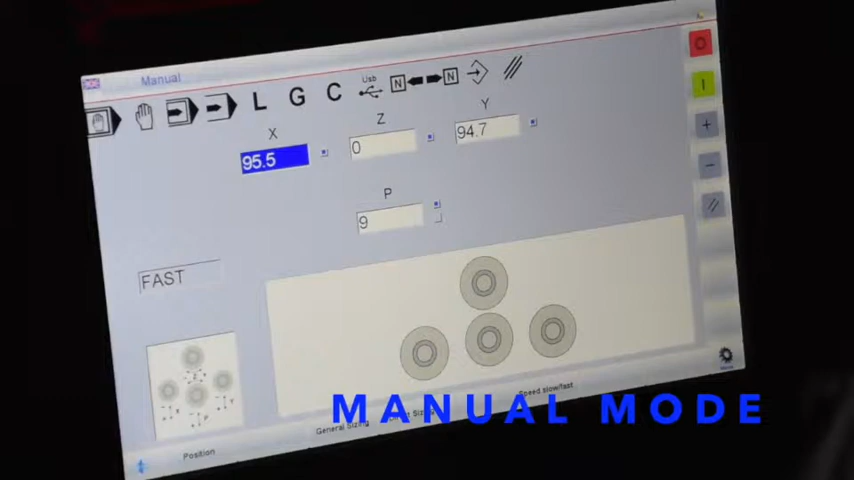 Manual
L G C Usb N N
X Z Y
95.5 0 94.7
P
9
FAST
Position
General Sizing
Speed slow/fast
MANUAL MODE